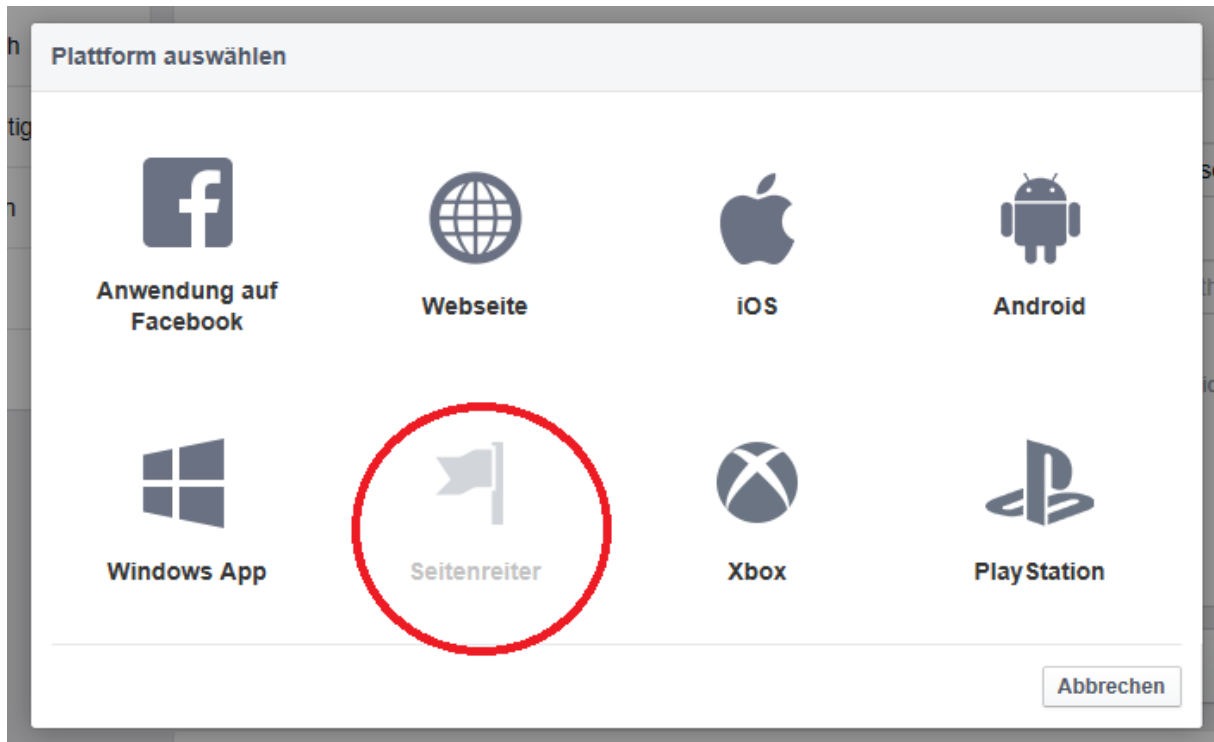 Plattform auswählen
Anwendung auf
Facebook
Webseite
iOS
Android
Windows App
Seitenreiter
Xbox
PlayStation
Abbrechen